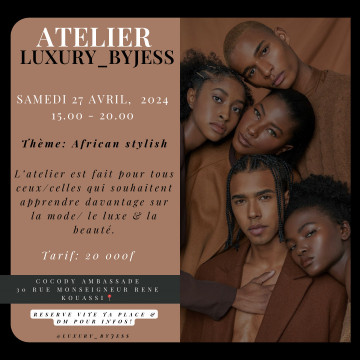 ATELIER
LUXURY_BYJESS
SAMEDI 27 AVRIL, 2024
15.00 - 20.00
Thème: African stylish
L'atelier est fait pour tous
ceux/celles qui souhaitent
apprendre davantage sur
la mode/ le luxe & la
beauté.
Tarif: 20 000f
COCODY AMBASSADE
30 RUE MONSEIGNEUR RENE
KOUASSI📍
RESERVE VITE TA PLACE &
DM POUR INFOS!
@LUXURY_BYJESS